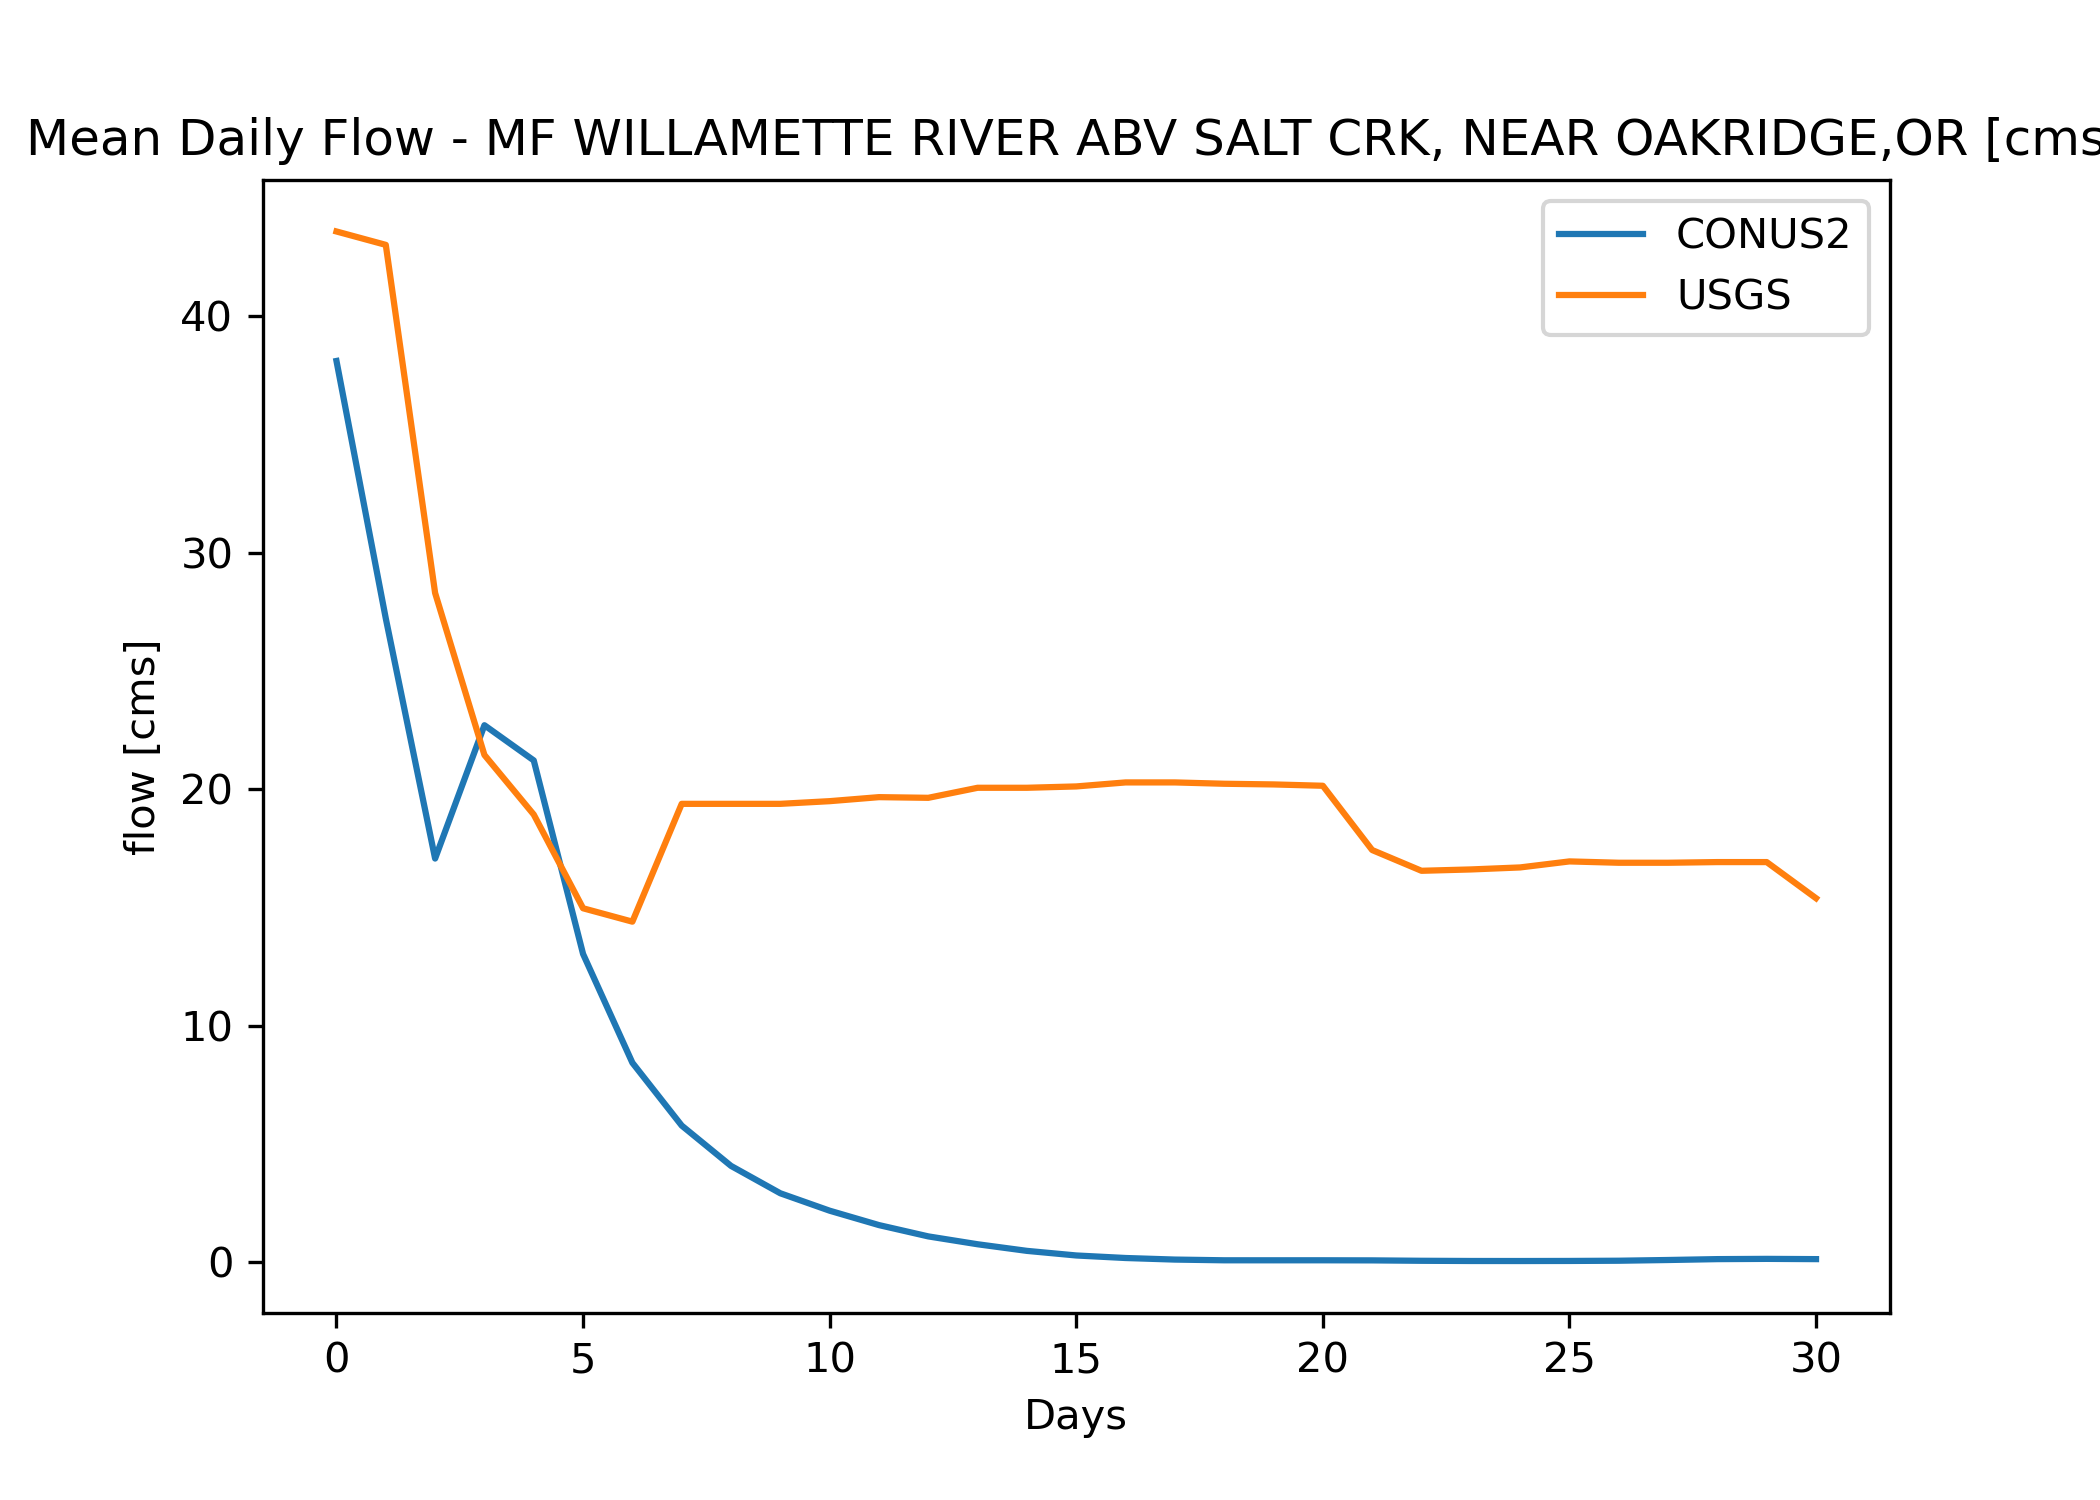 Mean Daily Flow - MF WILLAMETTE RIVER ABV SALT CRK, NEAR OAKRIDGE,OR [cms
CONUS2
USGS
40
30
20
10
0
flow [cms]
0 5 10 15 20 25 30
Days